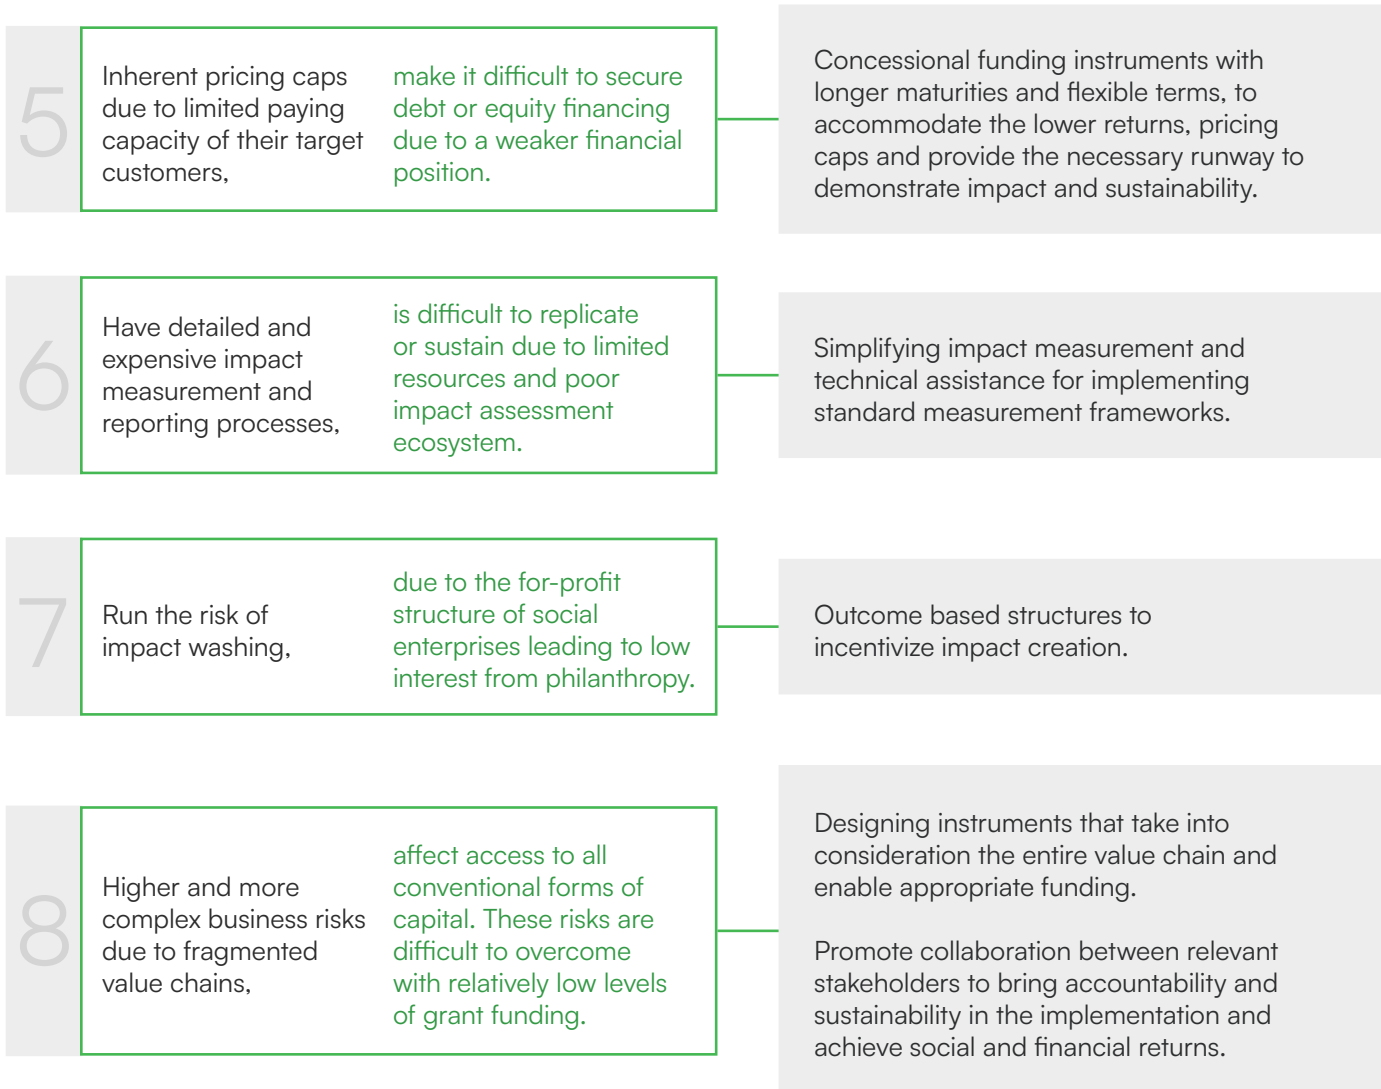 5
Inherent pricing caps
due to limited paying
capacity of their target
customers,
make it difficult to secure
debt or equity financing
due to a weaker financial
position.
Concessional funding instruments with
longer maturities and flexible terms, to
accommodate the lower returns, pricing
caps and provide the necessary runway to
demonstrate impact and sustainability.
6
Have detailed and
expensive impact
measurement and
reporting processes,
is difficult to replicate
or sustain due to limited
resources and poor
impact assessment
ecosystem.
Simplifying impact measurement and
technical assistance for implementing
standard measurement frameworks.
7
Run the risk of
impact washing,
due to the for-profit
structure of social
enterprises leading to low
interest from philanthropy.
Outcome based structures to
incentivize impact creation.
8
Higher and more
complex business risks
due to fragmented
value chains,
affect access to all
conventional forms of
capital. These risks are
difficult to overcome
with relatively low levels
of grant funding.
Designing instruments that take into
consideration the entire value chain and
enable appropriate funding.
Promote collaboration between relevant
stakeholders to bring accountability and
sustainability in the implementation and
achieve social and financial returns.